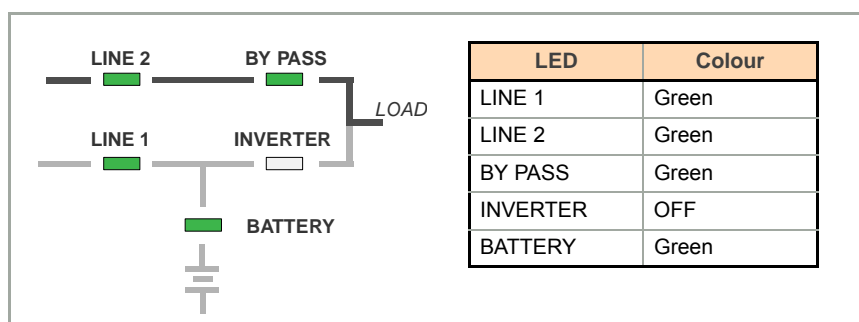 LINE 2 BY PASS
LOAD
LINE 1 INVERTER
BATTERY
LED Colour
LINE 1 Green
LINE 2 Green
BY PASS Green
INVERTER OFF
BATTERY Green